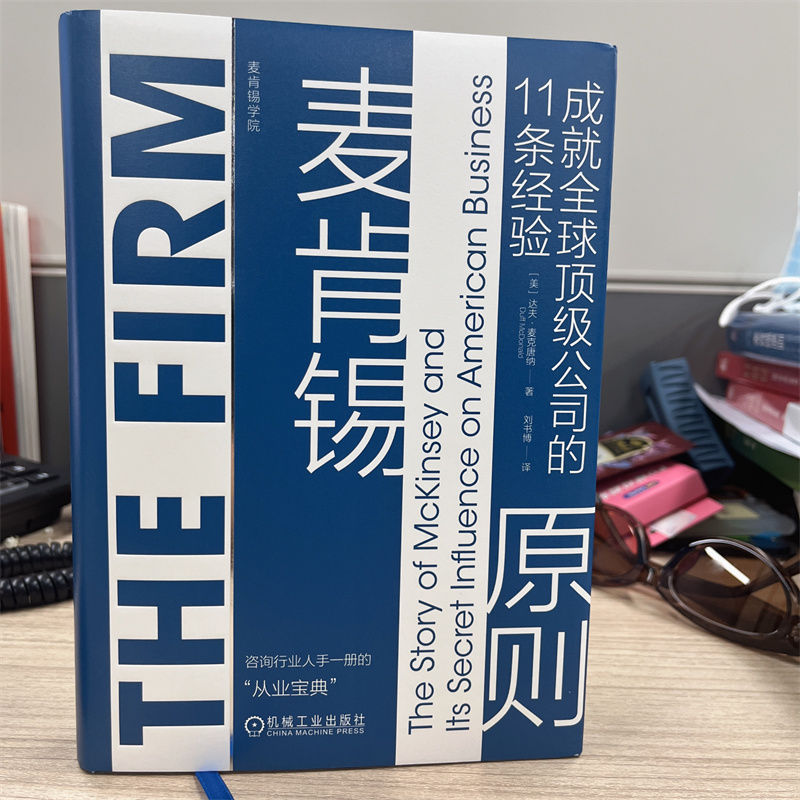 THE FIRM
麦肯锡学院
麦肯锡
The Story of McKinsey and
Its Secret Influence on American Business
成就全球顶级公司的
11条经验
［美］达夫·麦克唐纳 著
Duff McDonald
刘书博 译
原则
咨询行业人手一册的
“从业宝典”
机械工业出版社
CHINA MACHINE PRESS